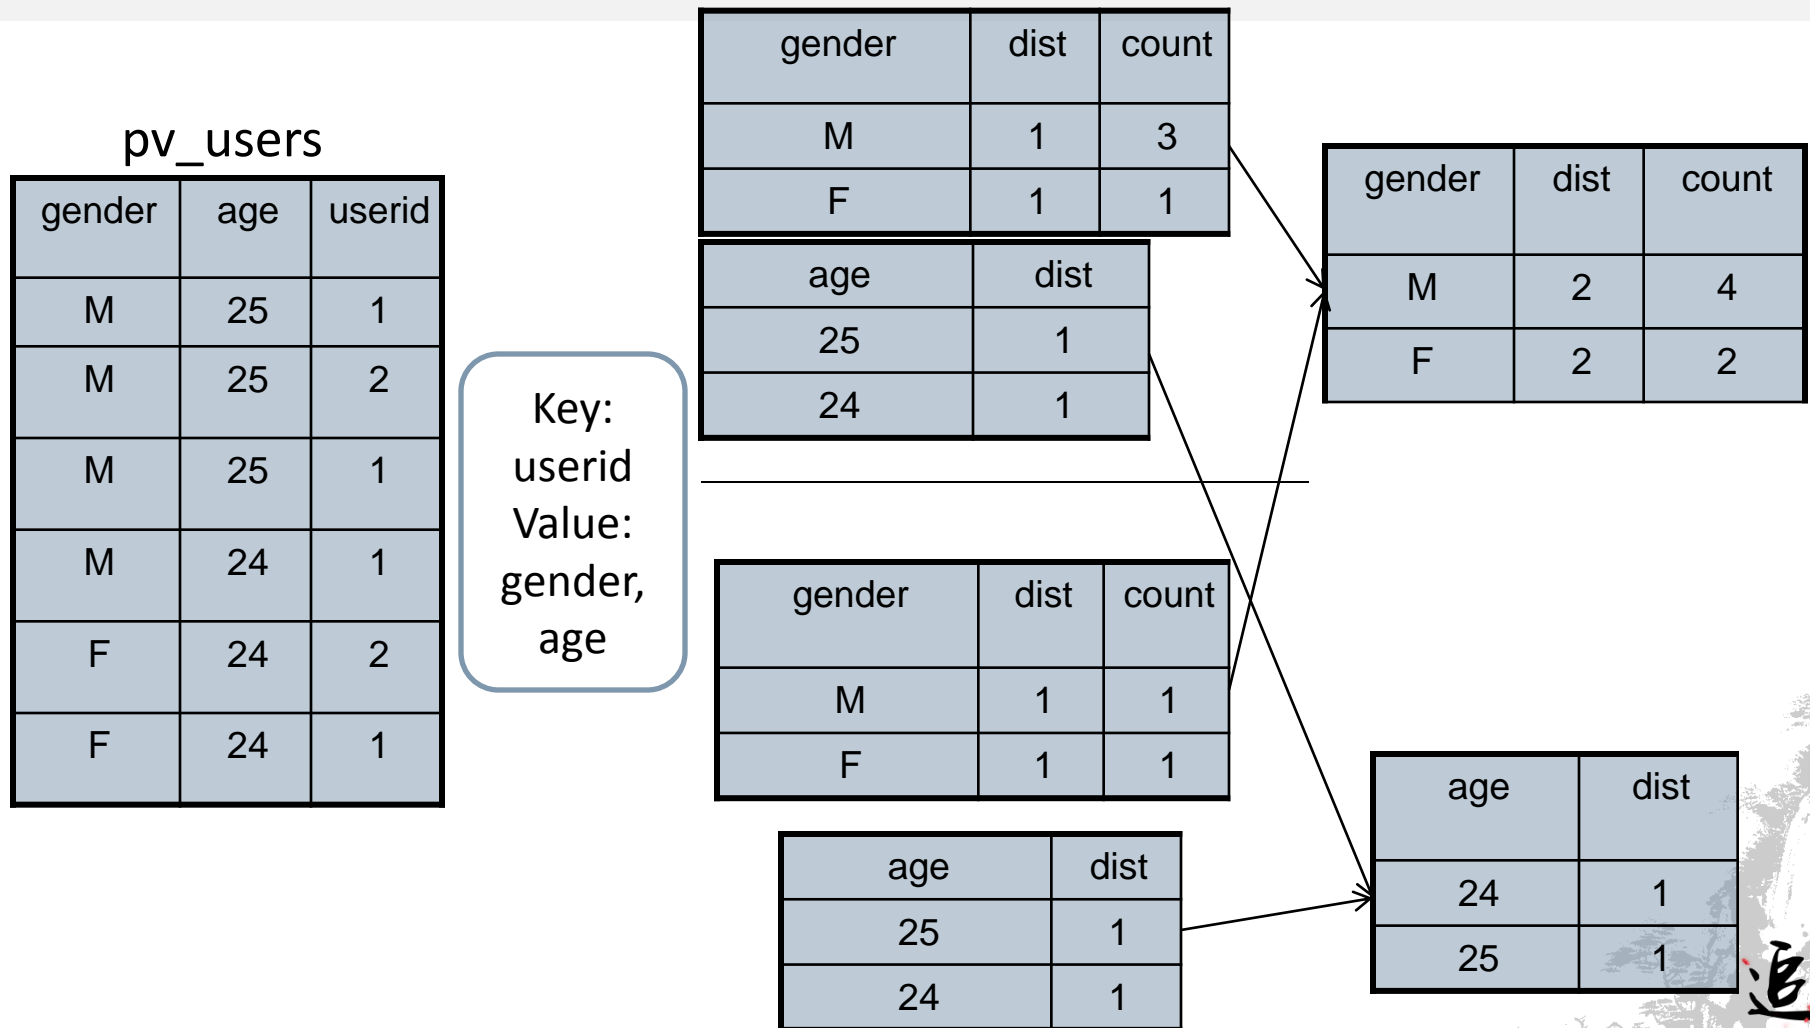 pv_users
gender age userid
M 25 1
M 25 2
M 25 1
M 24 1
F 24 2
F 24 1
Key:
userid
Value:
gender,
age
gender dist count
M 1 3
F 1 1
age dist
25 1
24 1
gender dist count
M 1 1
F 1 1
age dist
25 1
24 1
gender dist count
M 2 4
F 2 2
age dist
24 1
25 1
追